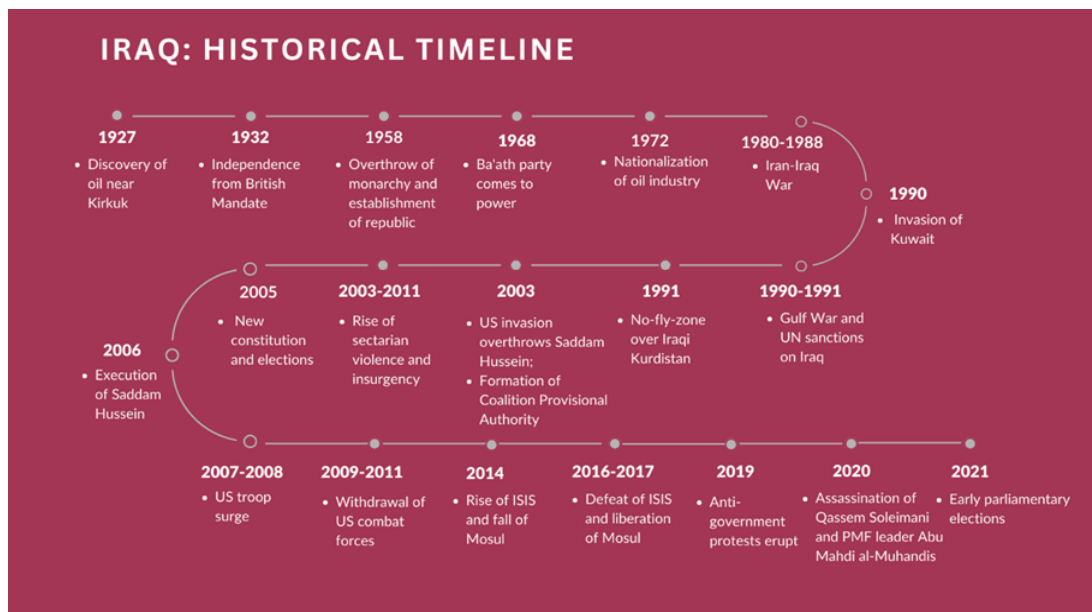 IRAQ: HISTORICAL TIMELINE
1927
• Discovery of
oil near
Kirkuk
1932
• Independence
from British
Mandate
1958
• Overthrow of
monarchy and
establishment
of republic
1968
• Ba'ath party
comes to
power
1972
• Nationalization
of oil industry
1980-1988
• Iran-Iraq
War
1990
• Invasion of
Kuwait
1990-1991
• Gulf War and
UN sanctions
on Iraq
1991
• No-fly-zone
over Iraqi
Kurdistan
2003
• US invasion
overthrows Saddam
Hussein;
• Formation of
Coalition Provisional
Authority
2003-2011
• Rise of
sectarian
violence and
insurgency
2005
• New
constitution
and elections
2006
• Execution
of Saddam
Hussein
2007-2008
• US troop
surge
2009-2011
• Withdrawal of
US combat
forces
2014
• Rise of ISIS
and fall of
Mosul
2016-2017
• Defeat of ISIS
and liberation
of Mosul
2019
• Anti-
government
protests erupt
2020
• Assassination of
Qassem Soleimani
and PMF leader Abu
Mahdi al-Muhandis
2021
• Early parliamentary
elections